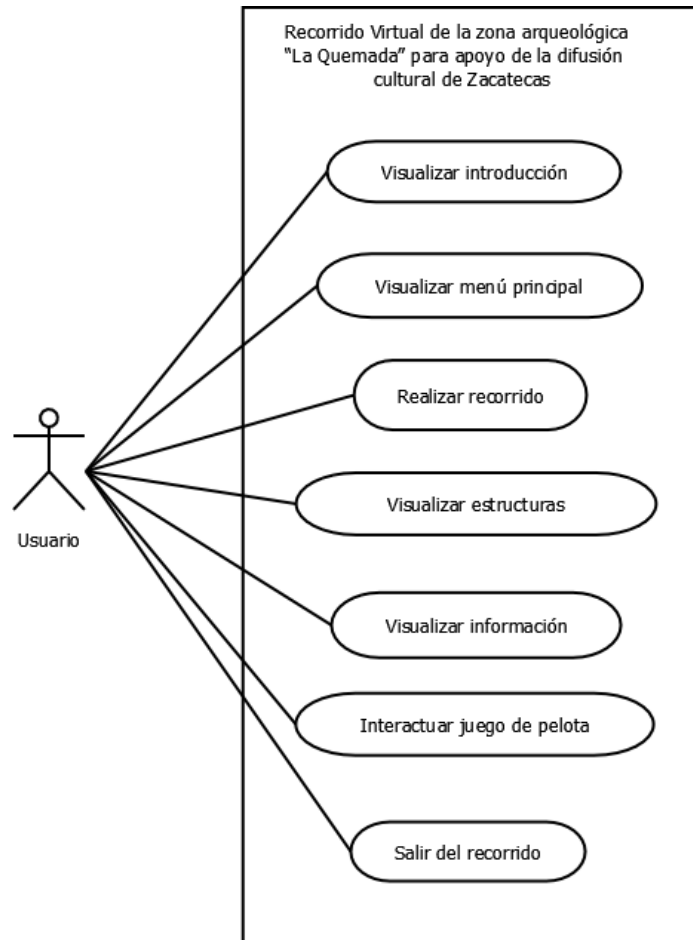 Recorrido Virtual de la zona arqueológica
“La Quemada” para apoyo de la difusión
cultural de Zacatecas
Visualizar introducción
Visualizar menú principal
Realizar recorrido
Visualizar estructuras
Usuario
Visualizar información
Interactuar juego de pelota
Salir del recorrido